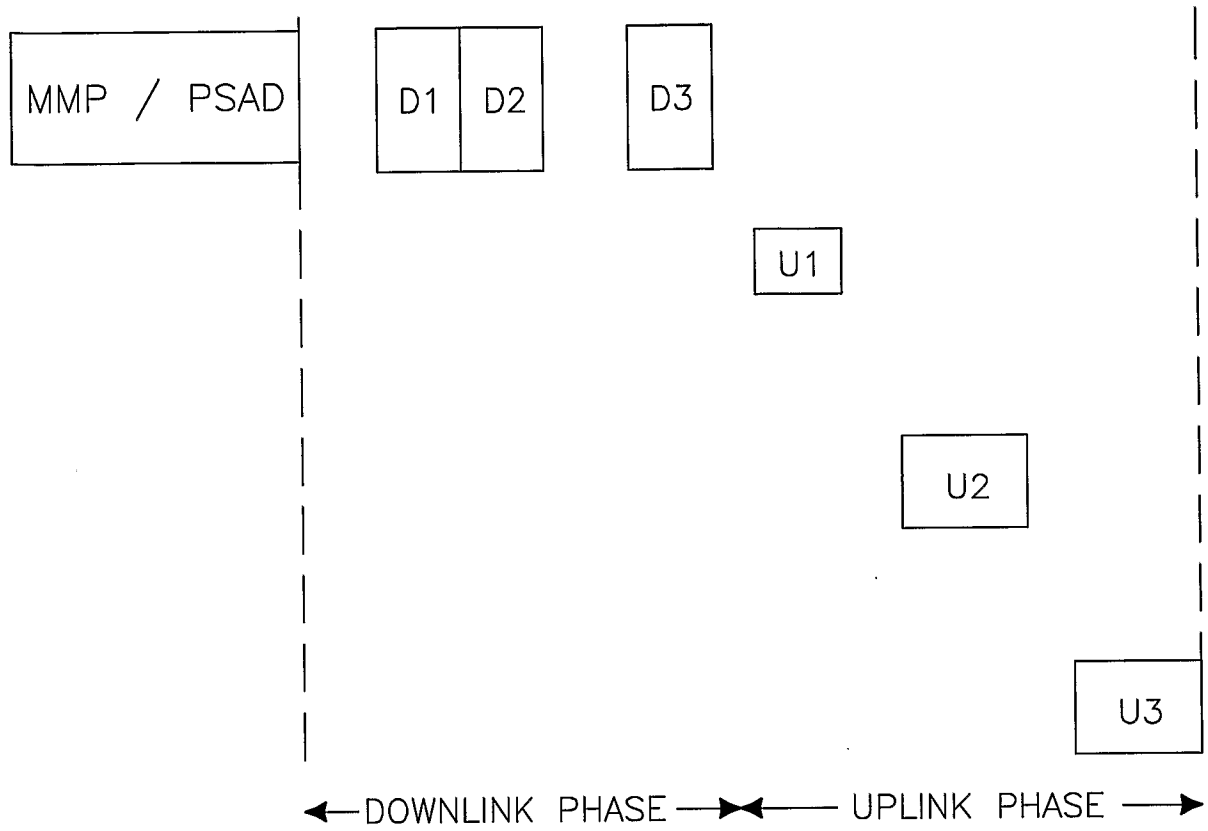 MMP / PSAD
D1
D2
D3
U1
U2
U3
DOWNLINK PHASE
UPLINK PHASE